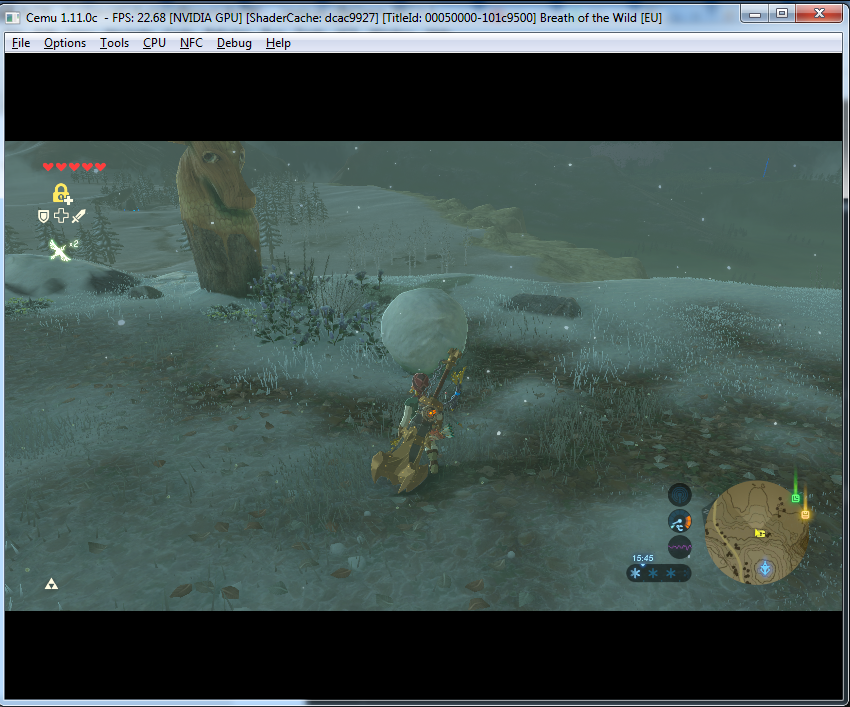 Cemu 1.11.0c - FPS: 22.68 [NVIDIA GPU] [ShaderCache: dcac9927] [TitleId: 00050000-101c9500] Breath of the Wild [EU]
File Options Tools CPU NFC Debug Help
×2
15:45